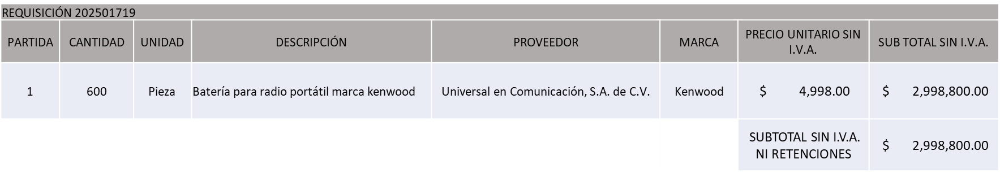 REQUISICIÓN 202501719
PARTIDA CANTIDAD UNIDAD DESCRIPCIÓN PROVEEDOR MARCA PRECIO UNITARIO SIN I.V.A. SUB TOTAL SIN I.V.A.
1 600 Pieza Batería para radio portátil marca kenwood Universal en Comunicación, S.A. de C.V. Kenwood $ 4,998.00 $ 2,998,800.00
SUBTOTAL SIN I.V.A. NI RETENCIONES $ 2,998,800.00